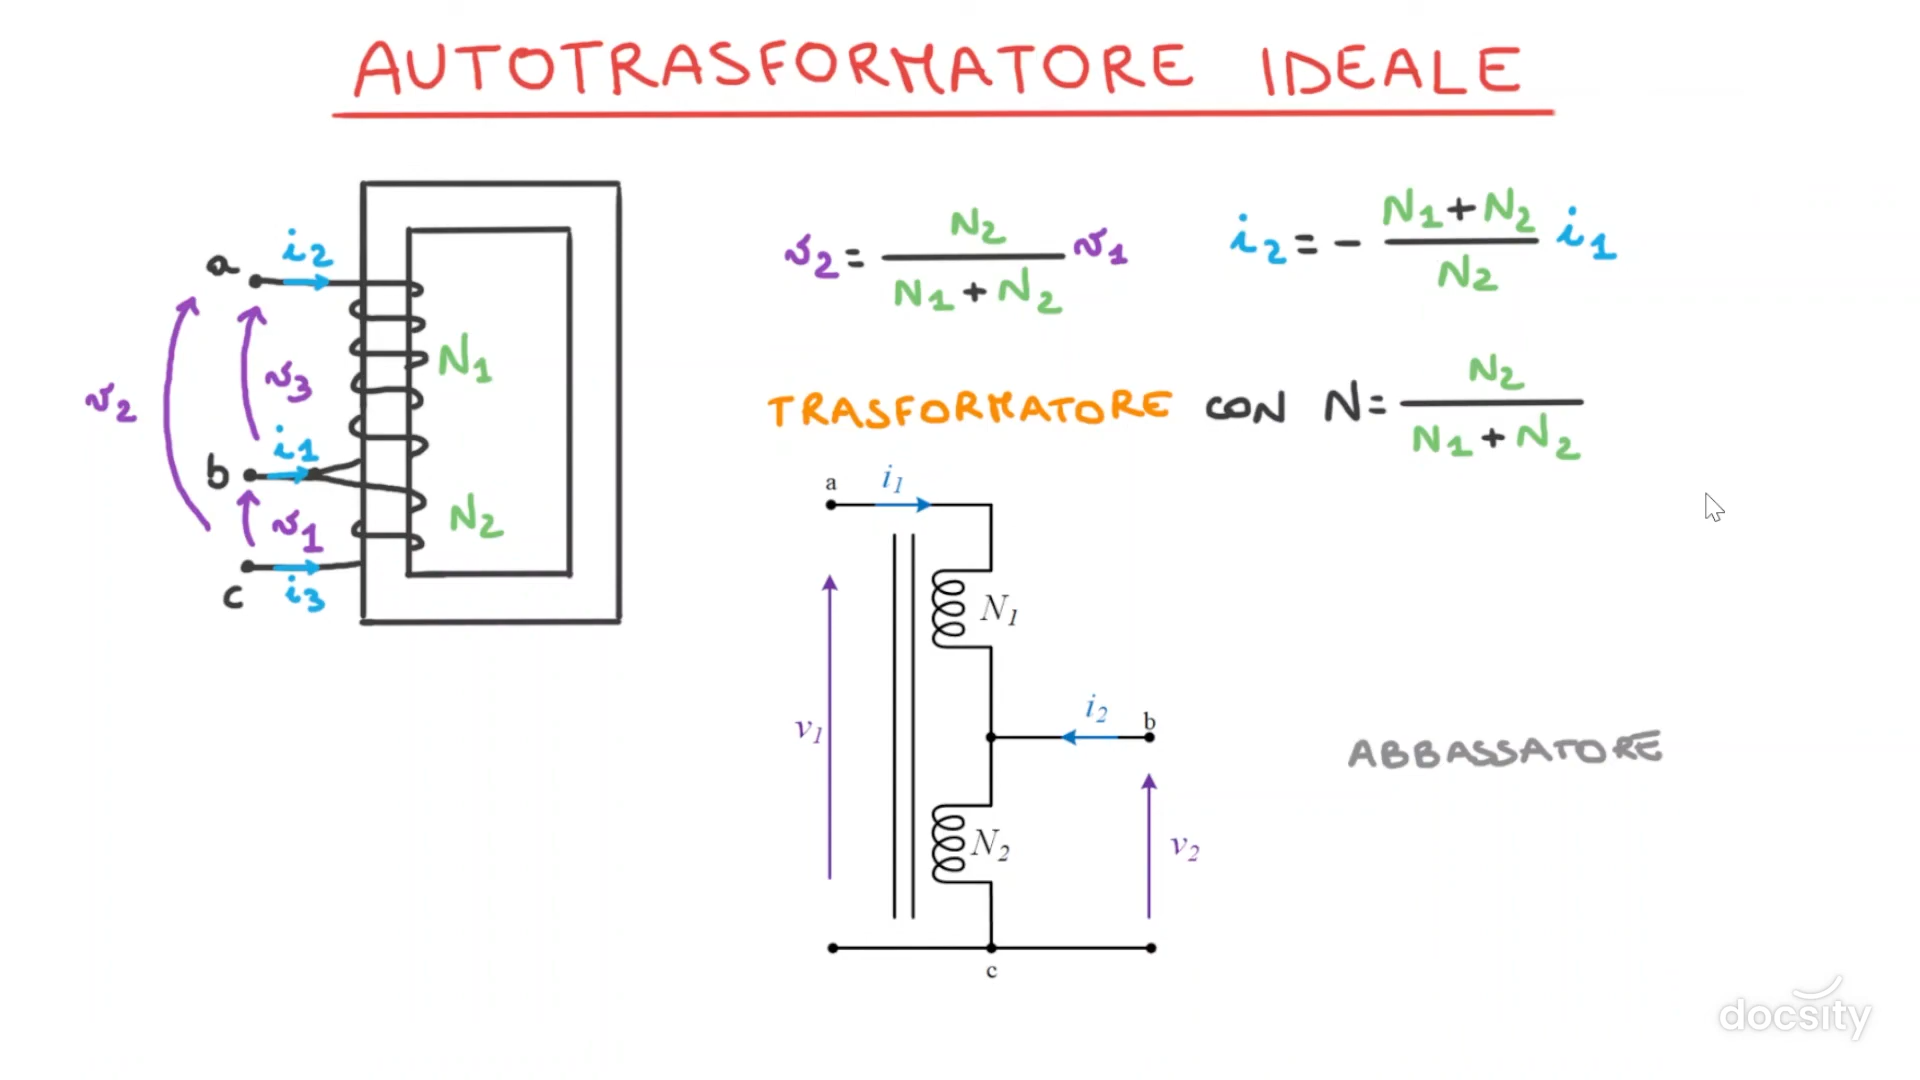 AUTOTRASFORMATORE IDEALE
a
i2
v2
v3
N1
b
i1
v1
N2
c
i3
v2 = N2 / (N1 + N2) v1
i2 = - (N1 + N2) / N2 i1
TRASFORMATORE CON N = N2 / (N1 + N2)
a
i1
N1
v1
i2
b
N2
v2
c
ABBASSATORE
docsity